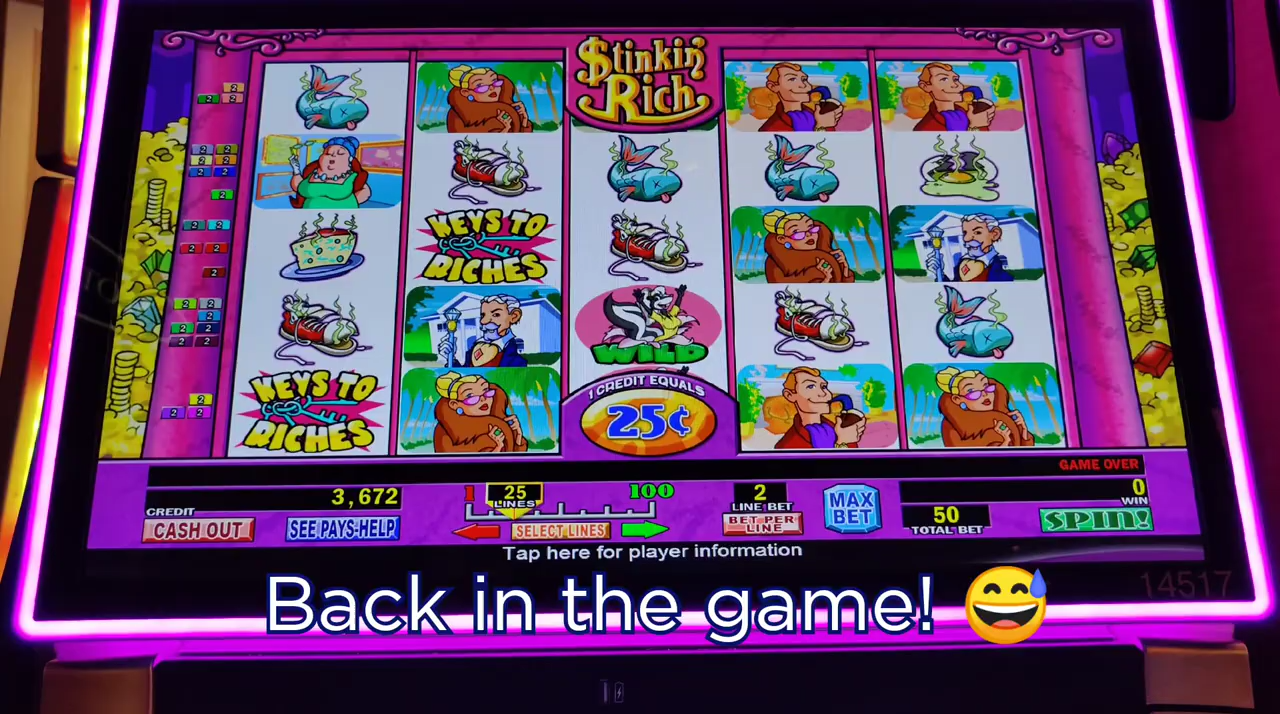 $tinkin'
Rich
KEYS TO
RICHES
WILD
KEYS TO
RICHES
1 CREDIT EQUALS
25¢
GAME OVER
3,672
CREDIT
1
25
LINES
100
2
LINE BET
MAX
BET
50
TOTAL BET
0
WIN
CASH OUT
SEE PAYS-HELP
SELECT LINES
BET PER
LINE
SPIN!
Tap here for player information
14517
Back in the game! 😅